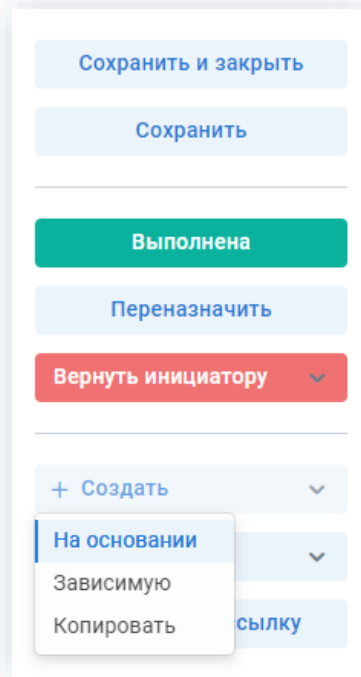 Сохранить и закрыть
Сохранить
Выполнена
Переназначить
Вернуть инициатору
+ Создать
На основании
Зависимую
Копировать
сылку